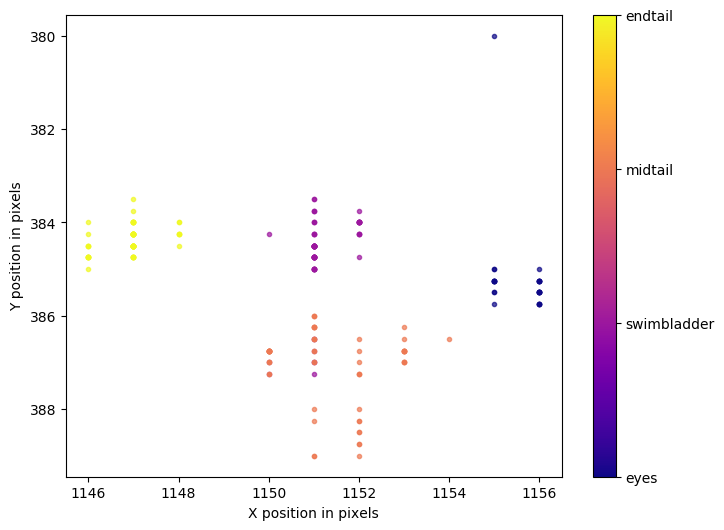 380
382
384
386
388
Y position in pixels
1146
1148
1150
1152
1154
1156
X position in pixels
endtail
midtail
swimbladder
eyes